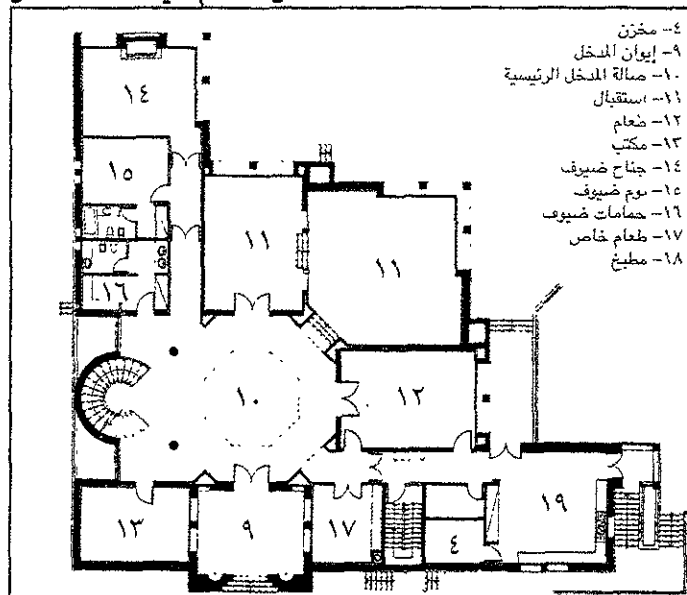 ٤- مخزن
٩- إيوان المدخل
١٠- صالة المدخل الرئيسية
١١- استقبال
١٢- طعام
١٣- مكتب
١٤- جناح ضيوف
١٥- نوم ضيوف
١٦- حمامات ضيوف
١٧- طعام خاص
١٨- مطبخ
١٤
١٥
١١
١١
١٦
١٠
١٢
١٣
٩
١٧
٤
١٩